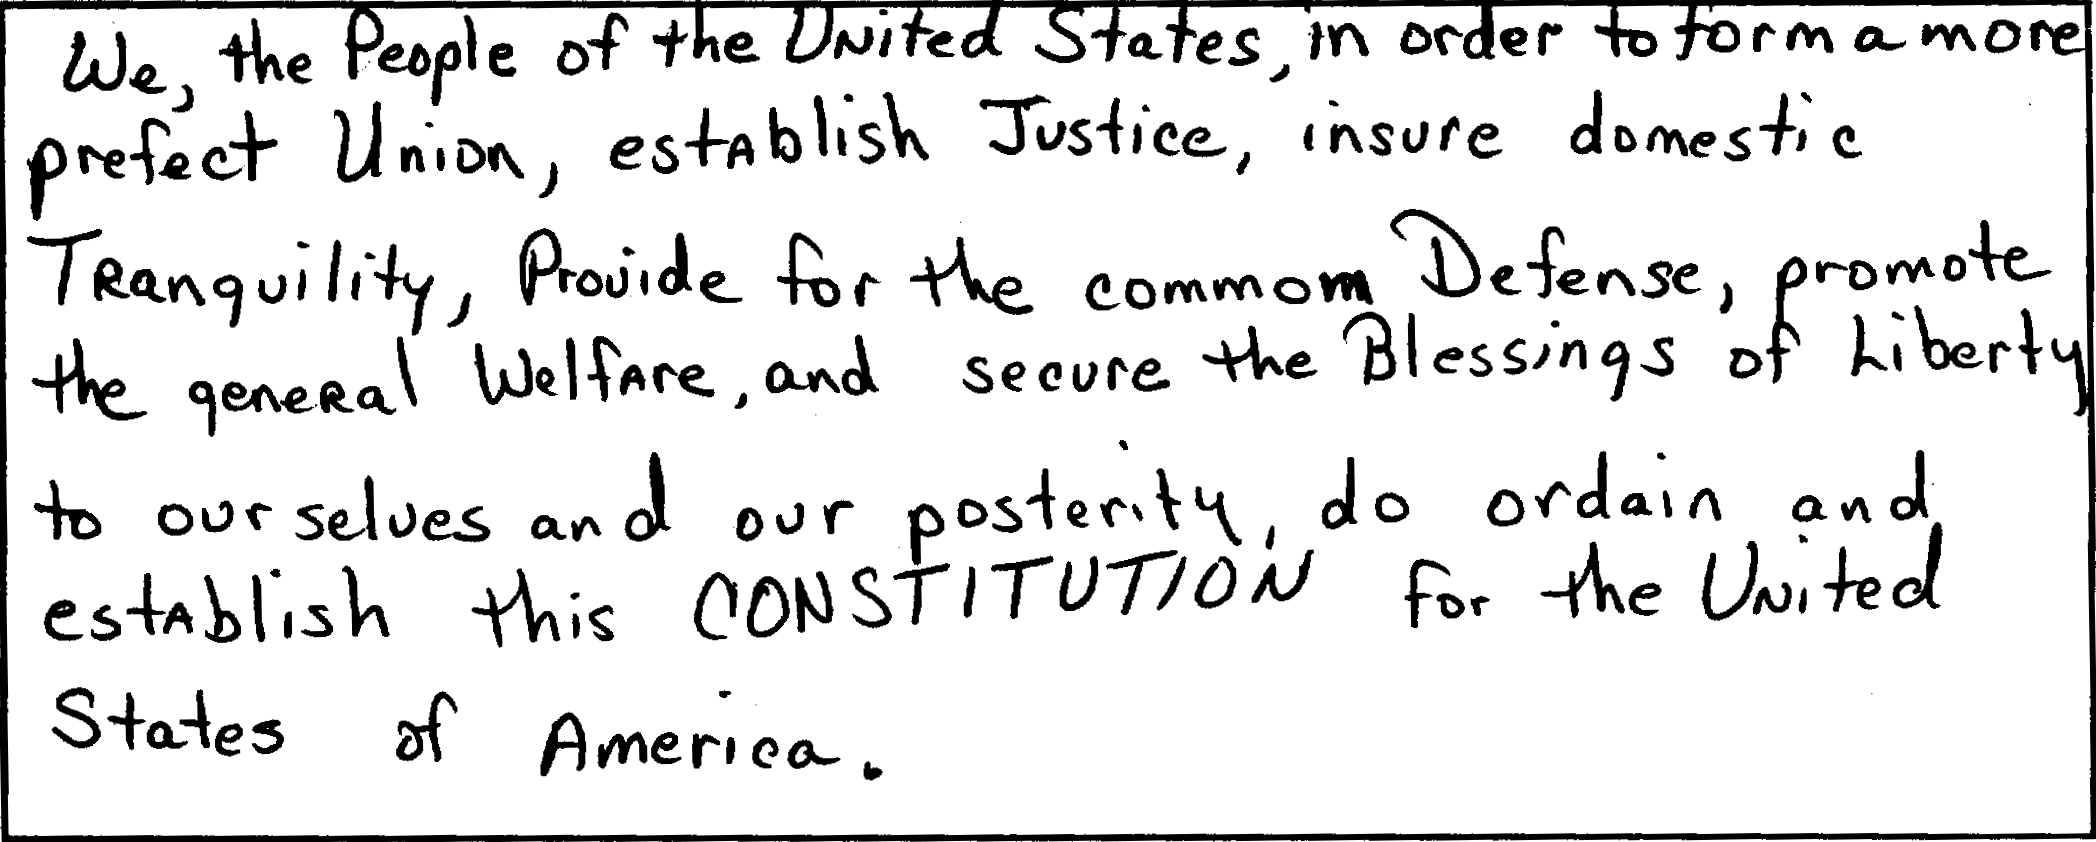 We, the People of the United States, in order to form a more
prefect Union, establish Justice, insure domestic
Tranquility, Provide for the commom Defense, promote
the general Welfare, and secure the Blessings of Liberty
to our selves and our posterity, do ordain and
establish this CONSTITUTION for the United
States of America.